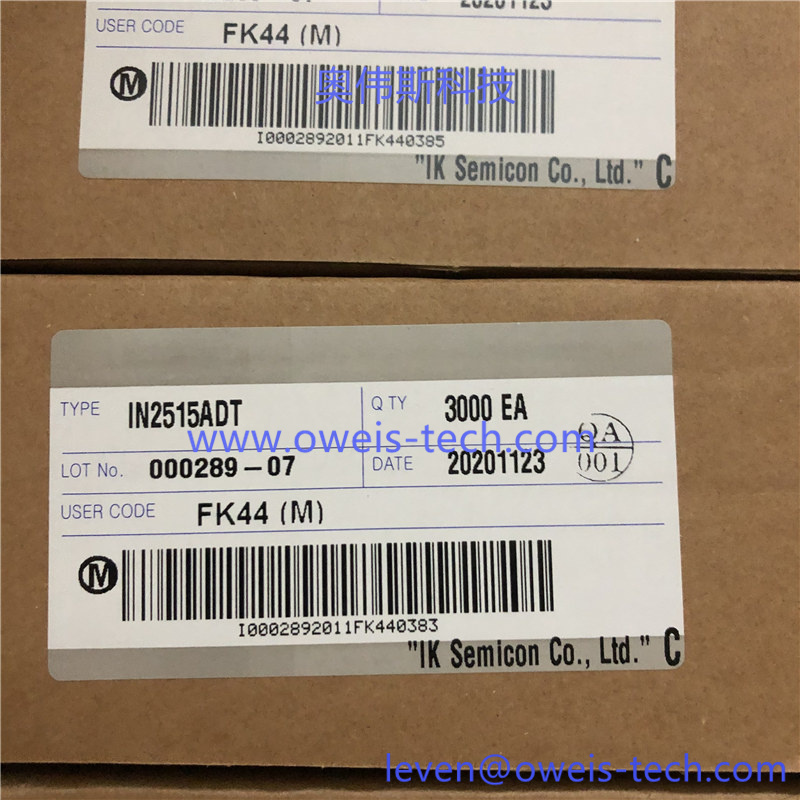 20201123
USER CODE FK44 (M)
M
奥伟斯科技
I0002892011FK440385
"IK Semicon Co., Ltd." C
TYPE IN2515ADT Q TY 3000 EA
www.oweis-tech.com
QA
LOT No. 000289-07 DATE 20201123 001
USER CODE FK44 (M)
M
I0002892011FK440383
"IK Semicon Co., Ltd." C
leven@oweis-tech.com